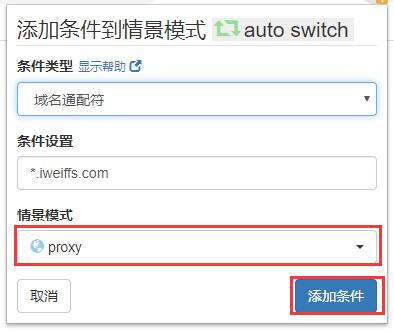 添加条件到情景模式 auto switch
条件类型 显示帮助
域名通配符
条件设置
*.iweiffs.com
情景模式
proxy
取消 添加条件